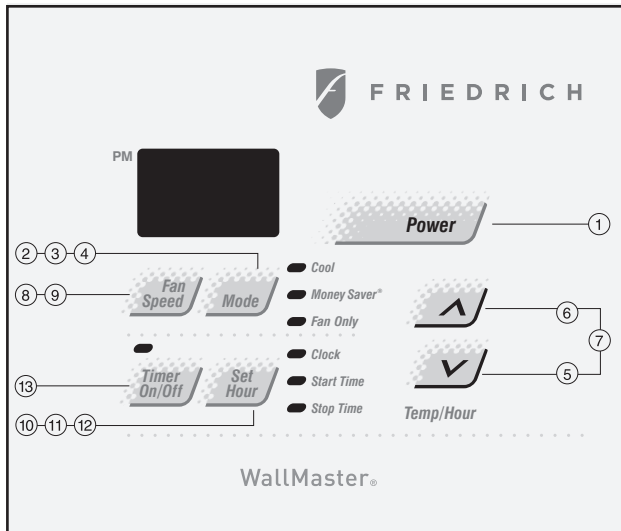 FRIEDRICH
PM
Power
1
2 3 4
Cool
Fan Speed
Mode
Money Saver®
8 9
6
Fan Only
7
Clock
Timer On/Off
Set Hour
Start Time
5
13
Stop Time
10 11 12
Temp/Hour
WallMaster®